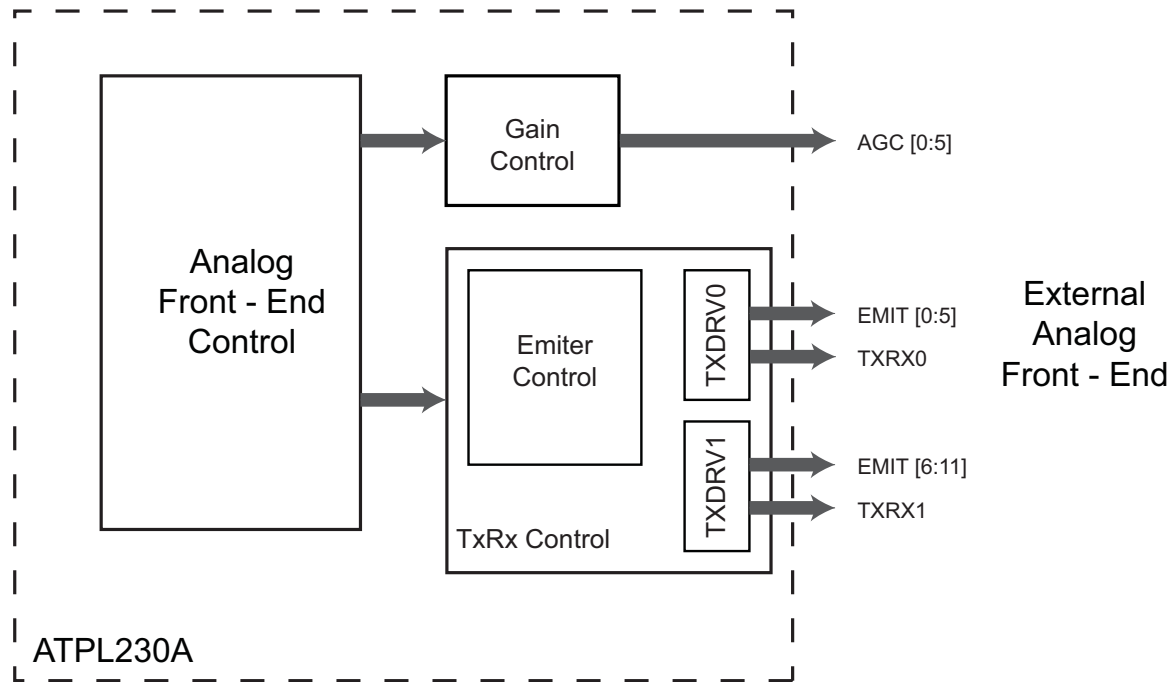 Analog
Front - End
Control
Gain
Control
AGC [0:5]
Emiter
Control
TXDRV0
EMIT [0:5]
TXRX0
TXDRV1
EMIT [6:11]
TXRX1
TxRx Control
External
Analog
Front - End
ATPL230A